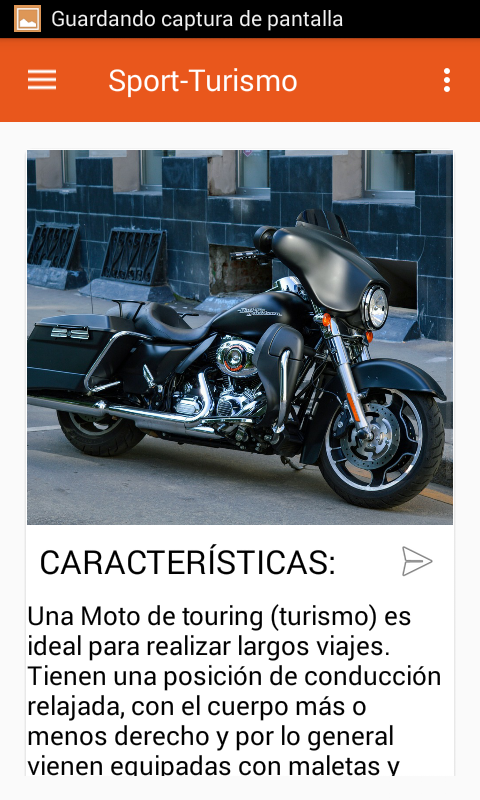 Guardando captura de pantalla
Sport-Turismo
CARACTERÍSTICAS:
Una Moto de touring (turismo) es
ideal para realizar largos viajes.
Tienen una posición de conducción
relajada, con el cuerpo más o
menos derecho y por lo general
vienen equipadas con maletas y